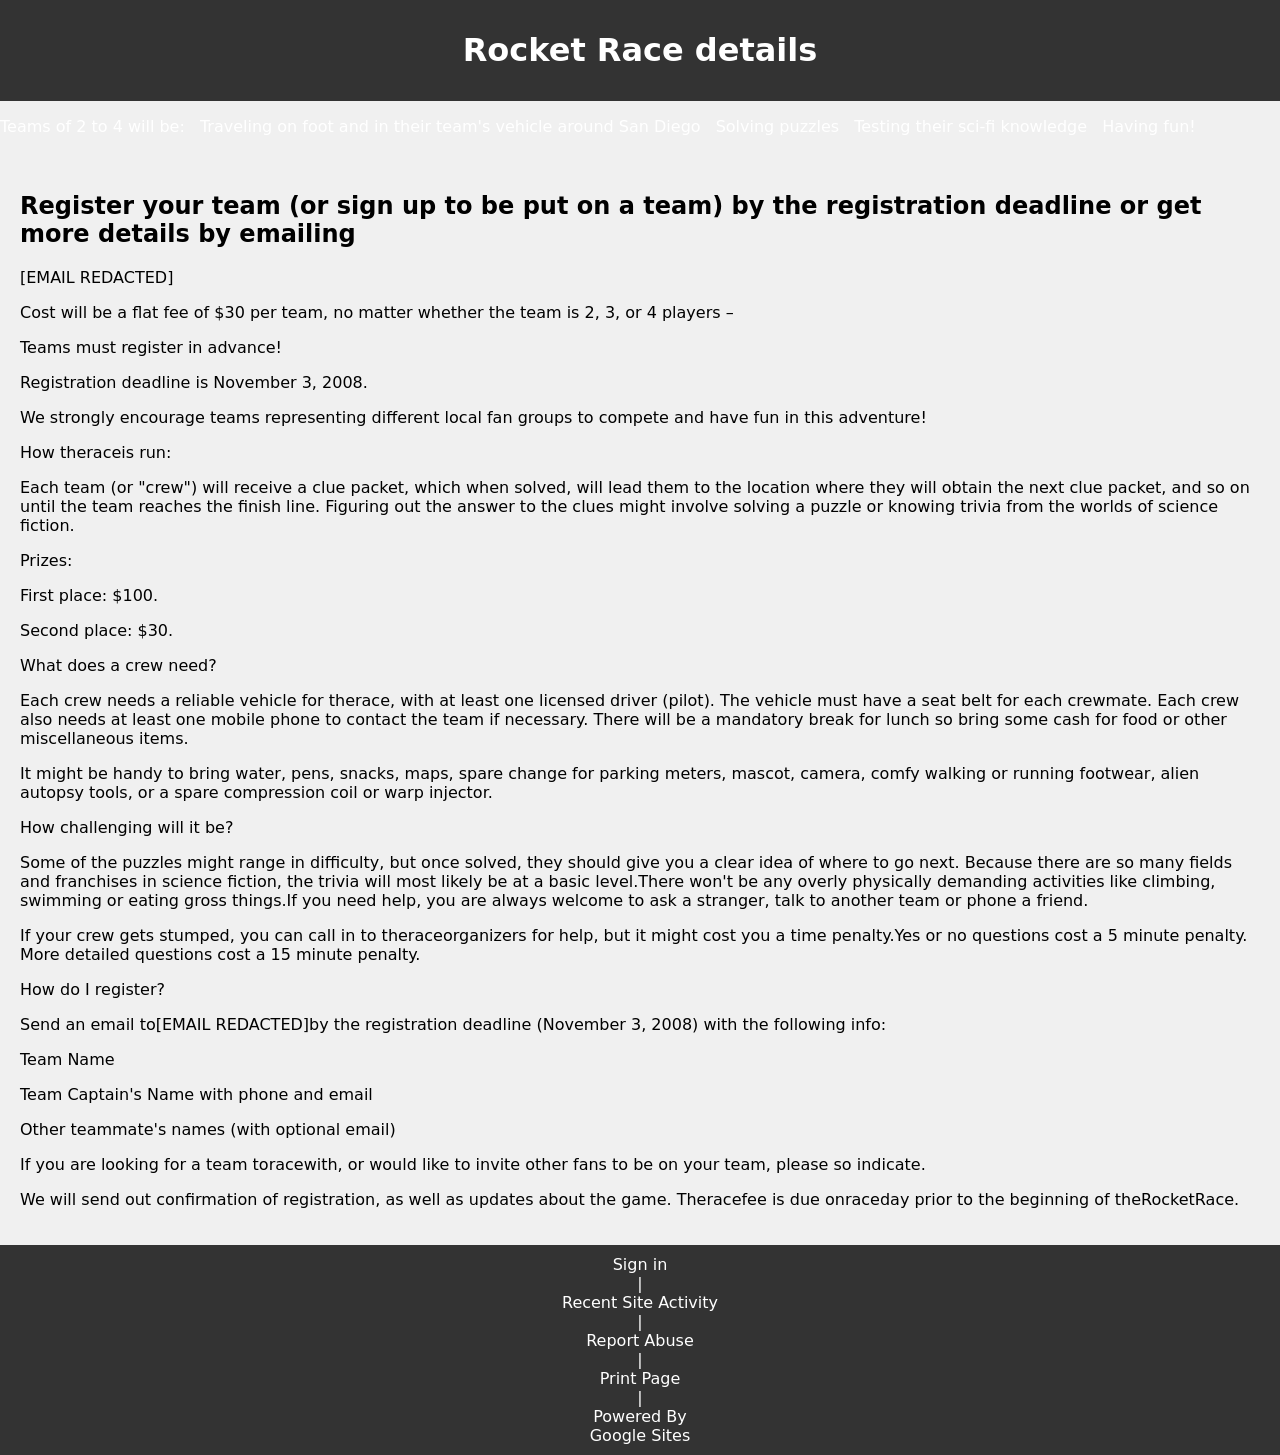 Rocket Race details
Teams of 2 to 4 will be: Traveling on foot and in their team's vehicle around San Diego Solving puzzles Testing their sci-fi knowledge Having fun!
Register your team (or sign up to be put on a team) by the registration deadline or get
more details by emailing
[EMAIL REDACTED]
Cost will be a flat fee of $30 per team, no matter whether the team is 2, 3, or 4 players –
Teams must register in advance!
Registration deadline is November 3, 2008.
We strongly encourage teams representing different local fan groups to compete and have fun in this adventure!
How theraceis run:
Each team (or "crew") will receive a clue packet, which when solved, will lead them to the location where they will obtain the next clue packet, and so on
until the team reaches the finish line. Figuring out the answer to the clues might involve solving a puzzle or knowing trivia from the worlds of science
fiction.
Prizes:
First place: $100.
Second place: $30.
What does a crew need?
Each crew needs a reliable vehicle for therace, with at least one licensed driver (pilot). The vehicle must have a seat belt for each crewmate. Each crew
also needs at least one mobile phone to contact the team if necessary. There will be a mandatory break for lunch so bring some cash for food or other
miscellaneous items.
It might be handy to bring water, pens, snacks, maps, spare change for parking meters, mascot, camera, comfy walking or running footwear, alien
autopsy tools, or a spare compression coil or warp injector.
How challenging will it be?
Some of the puzzles might range in difficulty, but once solved, they should give you a clear idea of where to go next. Because there are so many fields
and franchises in science fiction, the trivia will most likely be at a basic level.There won't be any overly physically demanding activities like climbing,
swimming or eating gross things.If you need help, you are always welcome to ask a stranger, talk to another team or phone a friend.
If your crew gets stumped, you can call in to theraceorganizers for help, but it might cost you a time penalty.Yes or no questions cost a 5 minute penalty.
More detailed questions cost a 15 minute penalty.
How do I register?
Send an email to[EMAIL REDACTED]by the registration deadline (November 3, 2008) with the following info:
Team Name
Team Captain's Name with phone and email
Other teammate's names (with optional email)
If you are looking for a team toracewith, or would like to invite other fans to be on your team, please so indicate.
We will send out confirmation of registration, as well as updates about the game. Theracefee is due onraceday prior to the beginning of theRocketRace.
Sign in
|
Recent Site Activity
|
Report Abuse
|
Print Page
|
Powered By
Google Sites